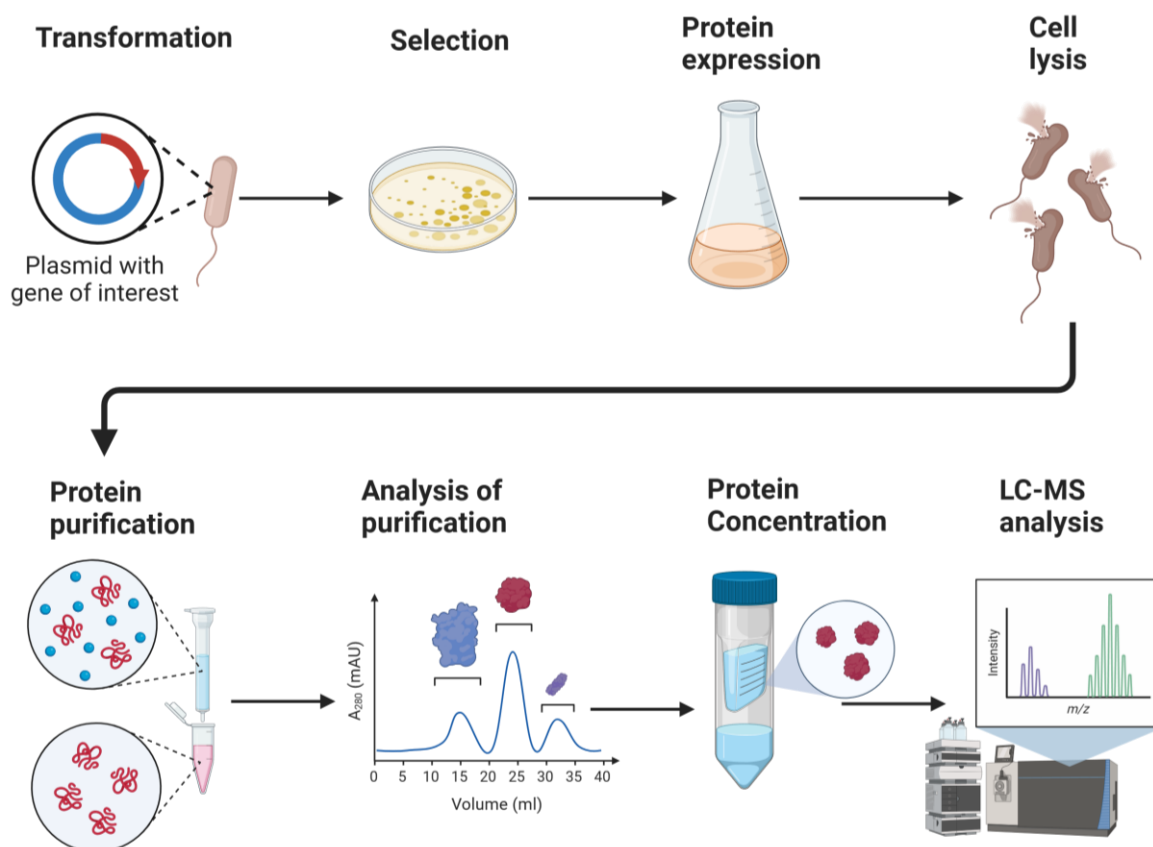 Transformation
Selection
Protein
expression
Cell
lysis
Plasmid with
gene of interest
Protein
purification
Analysis of
purification
A280 (mAU)
0 5 10 15 20 25 30 35 40
Volume (ml)
Protein
Concentration
LC-MS
analysis
Intensity
m/z